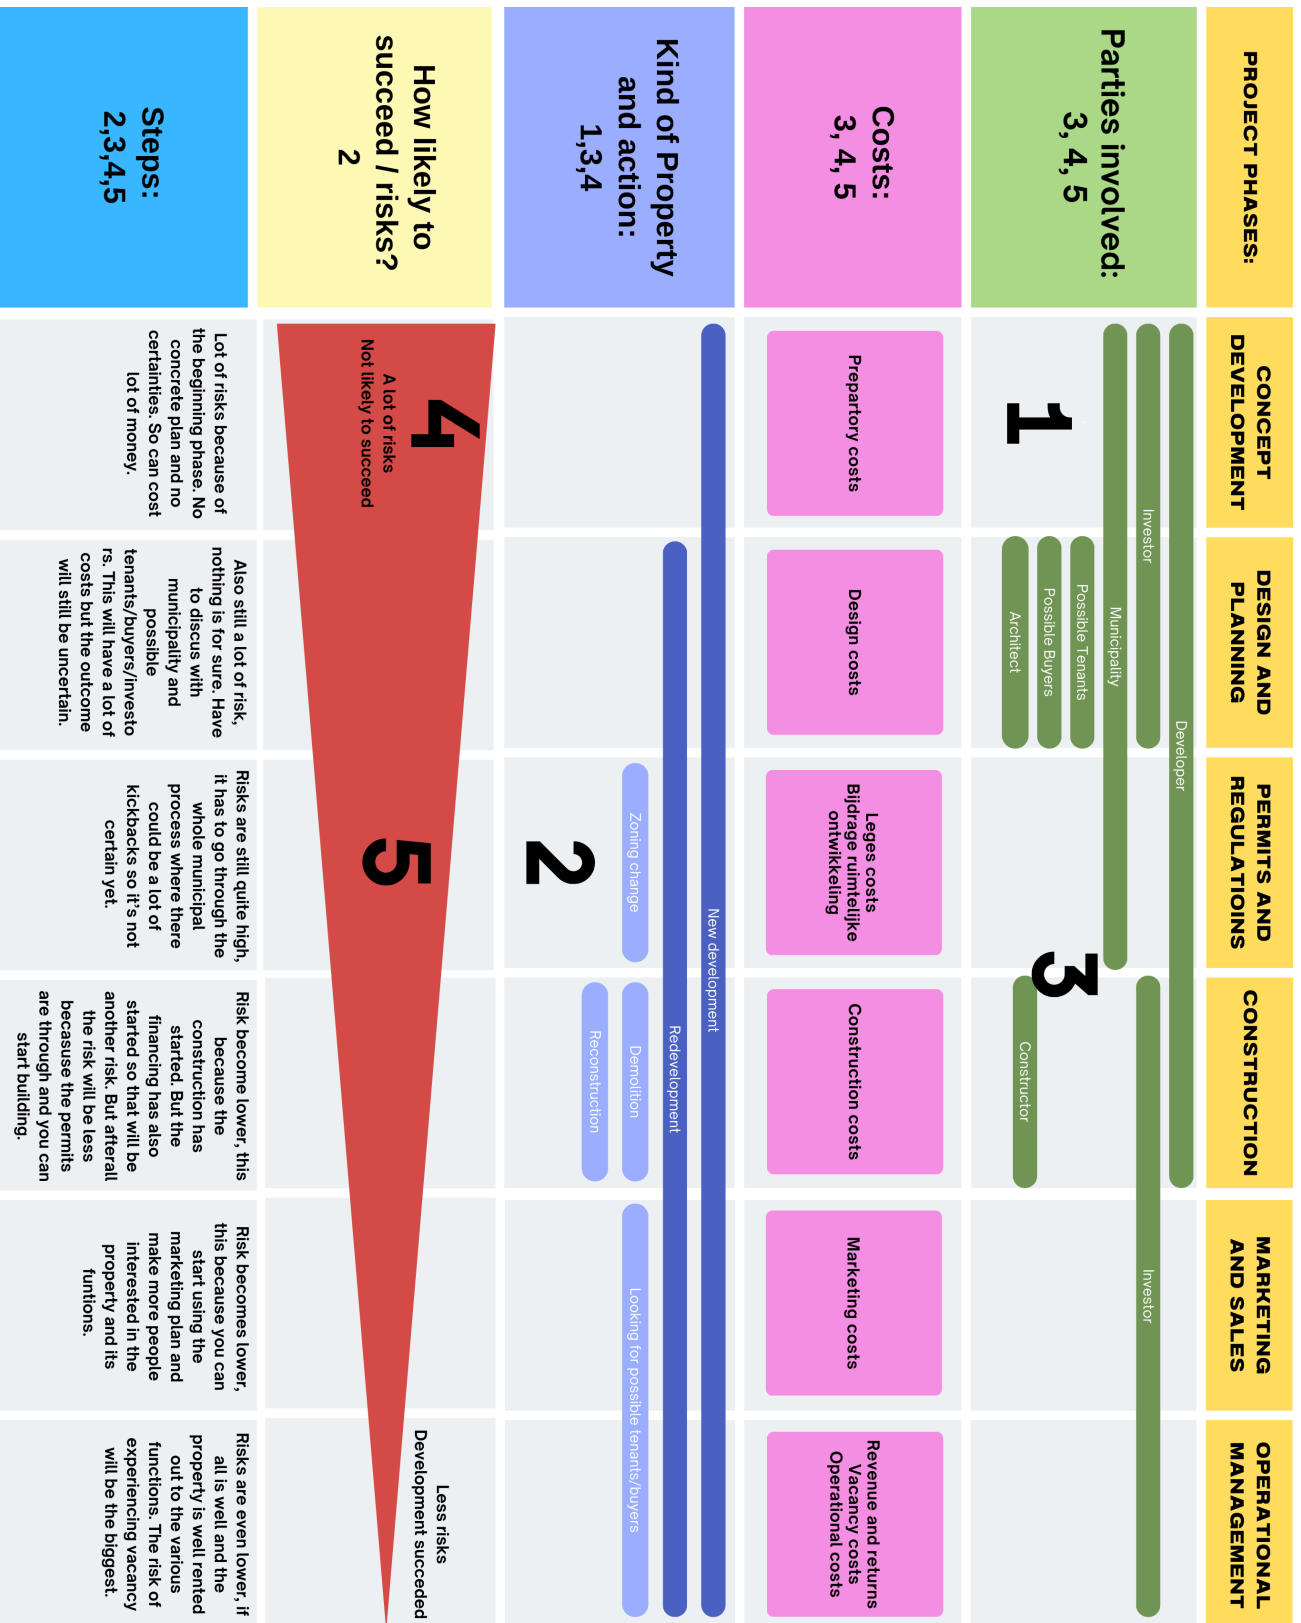 PROJECT PHASES:
CONCEPT
DEVELOPMENT
DESIGN AND
PLANNING
PERMITS AND
REGULATIOINS
CONSTRUCTION
MARKETING
AND SALES
OPERATIONAL
MANAGEMENT
Parties involved:
3, 4, 5
Developer
Investor
Investor
Municipality
Possible Tenants
Possible Buyers
Architect
Constructor
1
3
Costs:
3, 4, 5
Prepartory costs
Design costs
Leges costs
Bijdrage ruimtelijke
ontwikkeling
Construction costs
Marketing costs
Revenue and returns
Vacancy costs
Operational costs
Kind of Property
and action:
1,3,4
New development
Redevelopment
Zoning change
Demolition
Looking for possible tenants/buyers
Reconstruction
2
How likely to
succeed / risks?
2
4
A lot of risks
Not likely to succeed
5
Less risks
Development succeded
Steps:
2,3,4,5
Lot of risks because of
the beginning phase. No
concrete plan and no
certainties. So can cost
lot of money.
Also still a lot of risk,
nothing is for sure. Have
to discus with
municipality and
possible
tenants/buyers/investo
rs. This will have a lot of
costs but the outcome
will still be uncertain.
Risks are still quite high,
it has to go through the
whole municipal
process where there
could be a lot of
kickbacks so it's not
certain yet.
Risk become lower, this
because the
construction has
started. But the
financing has also
started so that will be
another risk. But afterall
the risk will be less
becasuse the permits
are through and you can
start building.
Risk becomes lower,
this because you can
start using the
marketing plan and
make more people
interested in the
property and its
funtions.
Risks are even lower, if
all is well and the
property is well rented
out to the various
functions. The risk of
experiencing vacancy
will be the biggest.